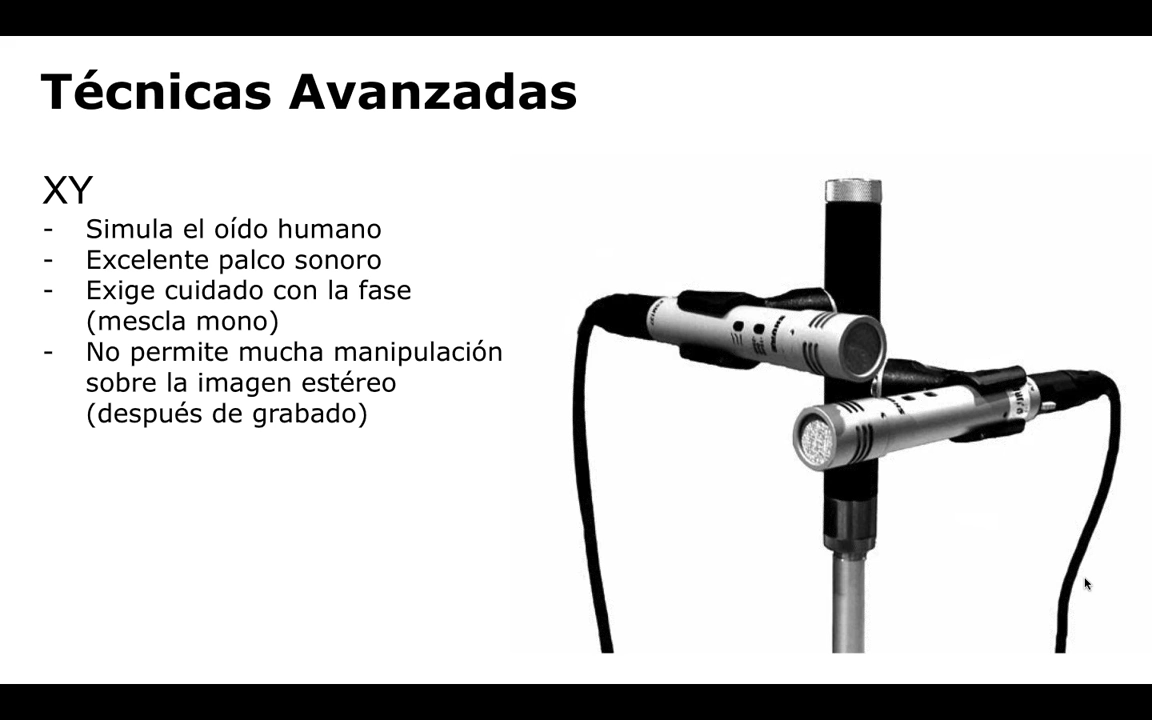 Técnicas Avanzadas
XY
- Simula el oído humano
- Excelente palco sonoro
- Exige cuidado con la fase
(mescla mono)
- No permite mucha manipulación
sobre la imagen estéreo
(después de grabado)